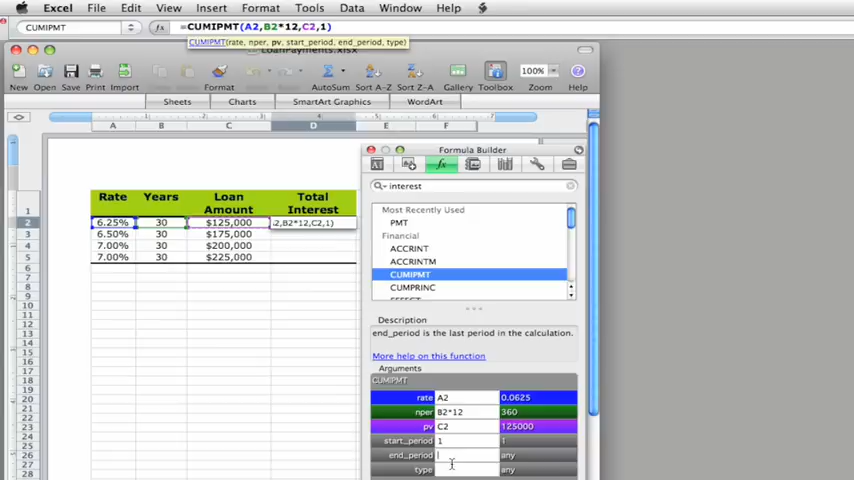 Excel File Edit View Insert Format Tools Data Window Help
CUMIPMT fx =CUMIPMT(A2,B2*12,C2,1)
CUMIPMT(rate, nper, pv, start_period, end_period, type)
LoanPayments.xlsx
New Open Save Print Import Format Undo Redo AutoSum Sort A-Z Sort Z-A Gallery Toolbox 100% Zoom Help
Sheets Charts SmartArt Graphics WordArt
A B C D E F
Formula Builder
fx
interest
Rate Years Loan Amount Total Interest
1
2 6.25% 30 $125,000 .2,B2*12,C2,1)
3 6.50% 30 $175,000
4 7.00% 30 $200,000
5 7.00% 30 $225,000
6
7
8
9
10
11
12
13
14
15
16
17
18
19
20
21
22
23
24
25
26
27
28
Most Recently Used
PMT
Financial
ACCRINT
ACCRINTM
CUMIPMT
CUMPRINC
EFFECT
Description
end_period is the last period in the calculation.
More help on this function
Arguments
CUMIPMT
rate A2 0.0625
nper B2*12 360
pv C2 125000
start_period 1 1
end_period any
type any